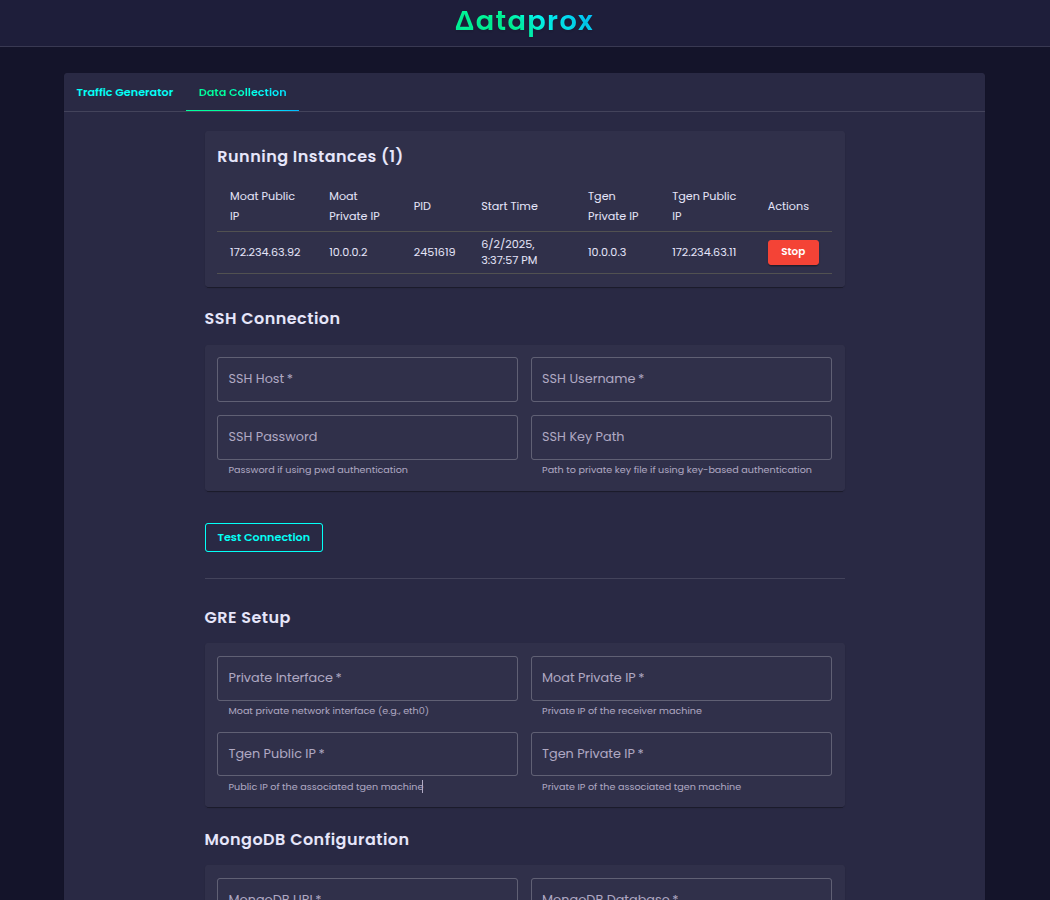 Δataprox
Traffic Generator Data Collection
Running Instances (1)
Moat Public IP Moat Private IP PID Start Time Tgen Private IP Tgen Public IP Actions
172.234.63.92 10.0.0.2 2451619 6/2/2025, 3:37:57 PM 10.0.0.3 172.234.63.11 Stop
SSH Connection
SSH Host * SSH Username *
SSH Password SSH Key Path
Password if using pwd authentication Path to private key file if using key-based authentication
Test Connection
GRE Setup
Private Interface * Moat Private IP *
Moat private network interface (e.g., eth0) Private IP of the receiver machine
Tgen Public IP * Tgen Private IP *
Public IP of the associated tgen machine Private IP of the associated tgen machine
MongoDB Configuration
MongoDB URI * MongoDB Database *